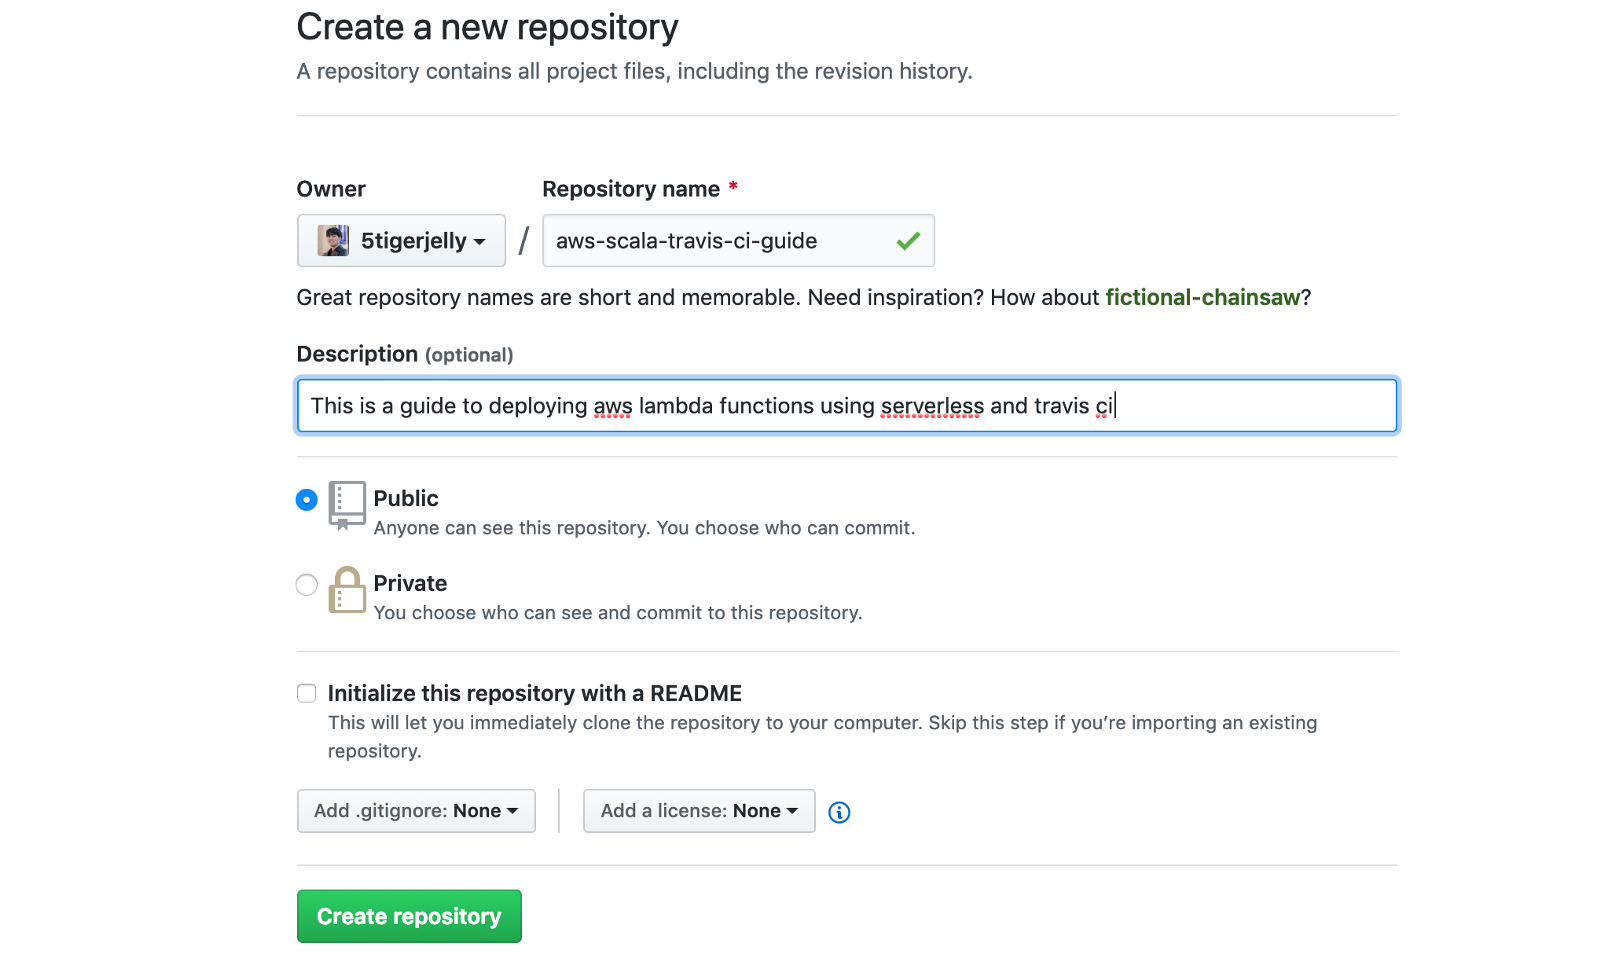 Create a new repository
A repository contains all project files, including the revision history.
Owner
Repository name *
5tigerjelly / aws-scala-travis-ci-guide
Great repository names are short and memorable. Need inspiration? How about fictional-chainsaw?
Description (optional)
This is a guide to deploying aws lambda functions using serverless and travis ci
Public
Anyone can see this repository. You choose who can commit.
Private
You choose who can see and commit to this repository.
Initialize this repository with a README
This will let you immediately clone the repository to your computer. Skip this step if you’re importing an existing
repository.
Add .gitignore: None
Add a license: None
Create repository